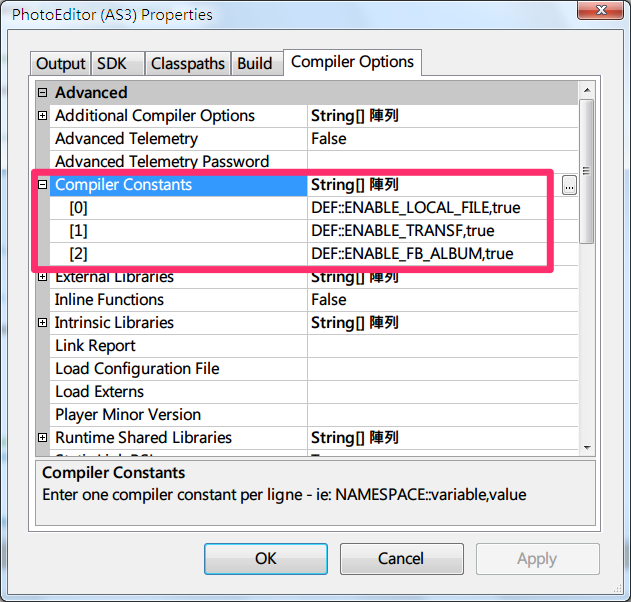 PhotoEditor (AS3) Properties
Output SDK Classpaths Build Compiler Options
Advanced
Additional Compiler Options String[] 陣列
Advanced Telemetry False
Advanced Telemetry Password
Compiler Constants String[] 陣列 ...
[0] DEF::ENABLE_LOCAL_FILE,true
[1] DEF::ENABLE_TRANSF,true
[2] DEF::ENABLE_FB_ALBUM,true
External Libraries String[] 陣列
Inline Functions False
Intrinsic Libraries String[] 陣列
Link Report
Load Configuration File
Load Externs
Player Minor Version
Runtime Shared Libraries String[] 陣列
Compiler Constants
Enter one compiler constant per ligne - ie: NAMESPACE::variable,value
OK Cancel Apply